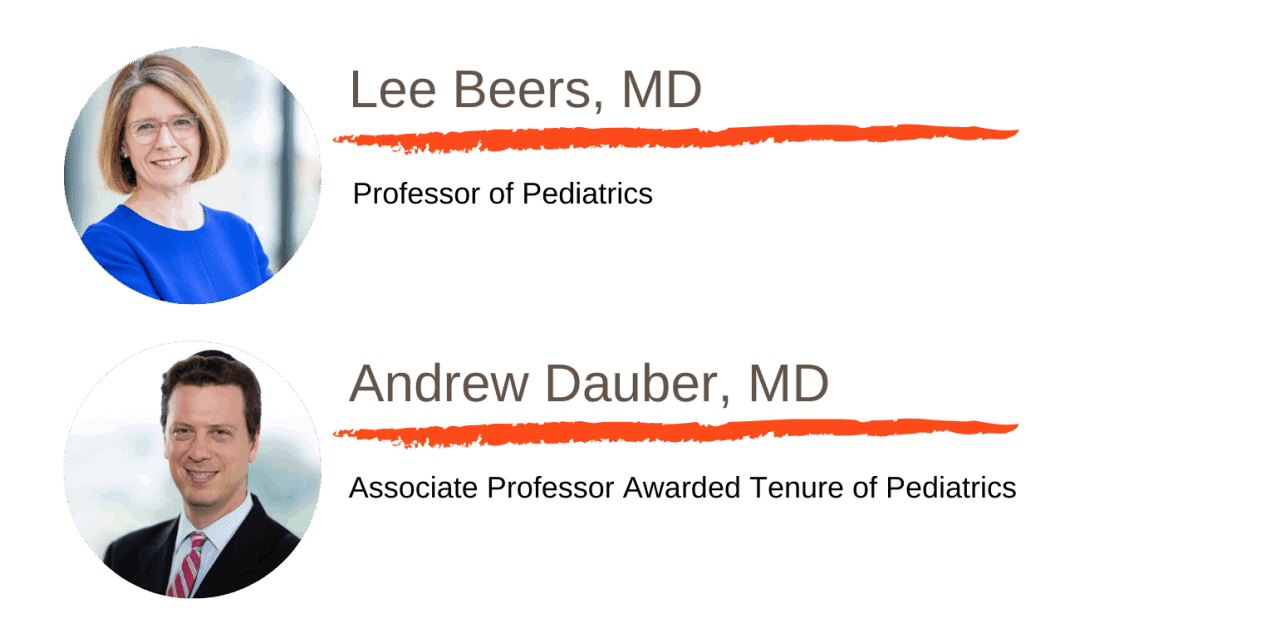 Lee Beers, MD
Professor of Pediatrics
Andrew Dauber, MD
Associate Professor Awarded Tenure of Pediatrics